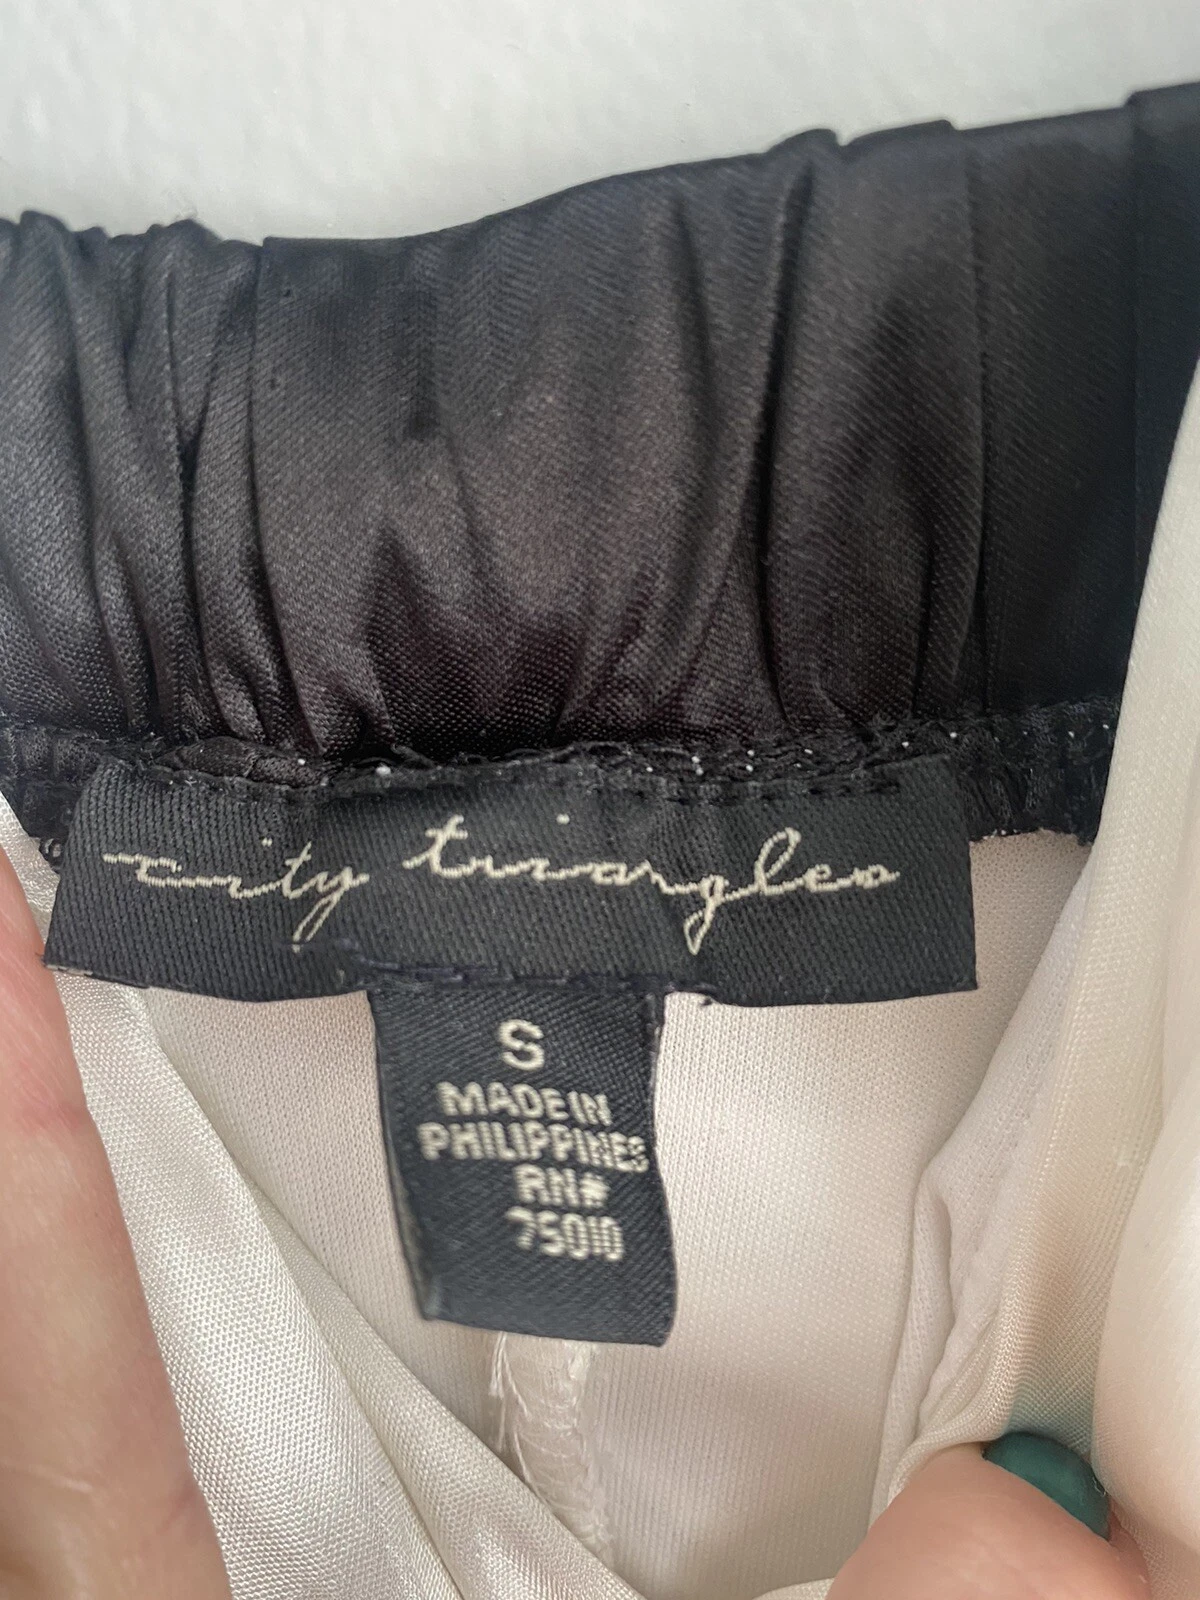 city triangles
S
MADE IN
PHILIPPINES
RN#
75010